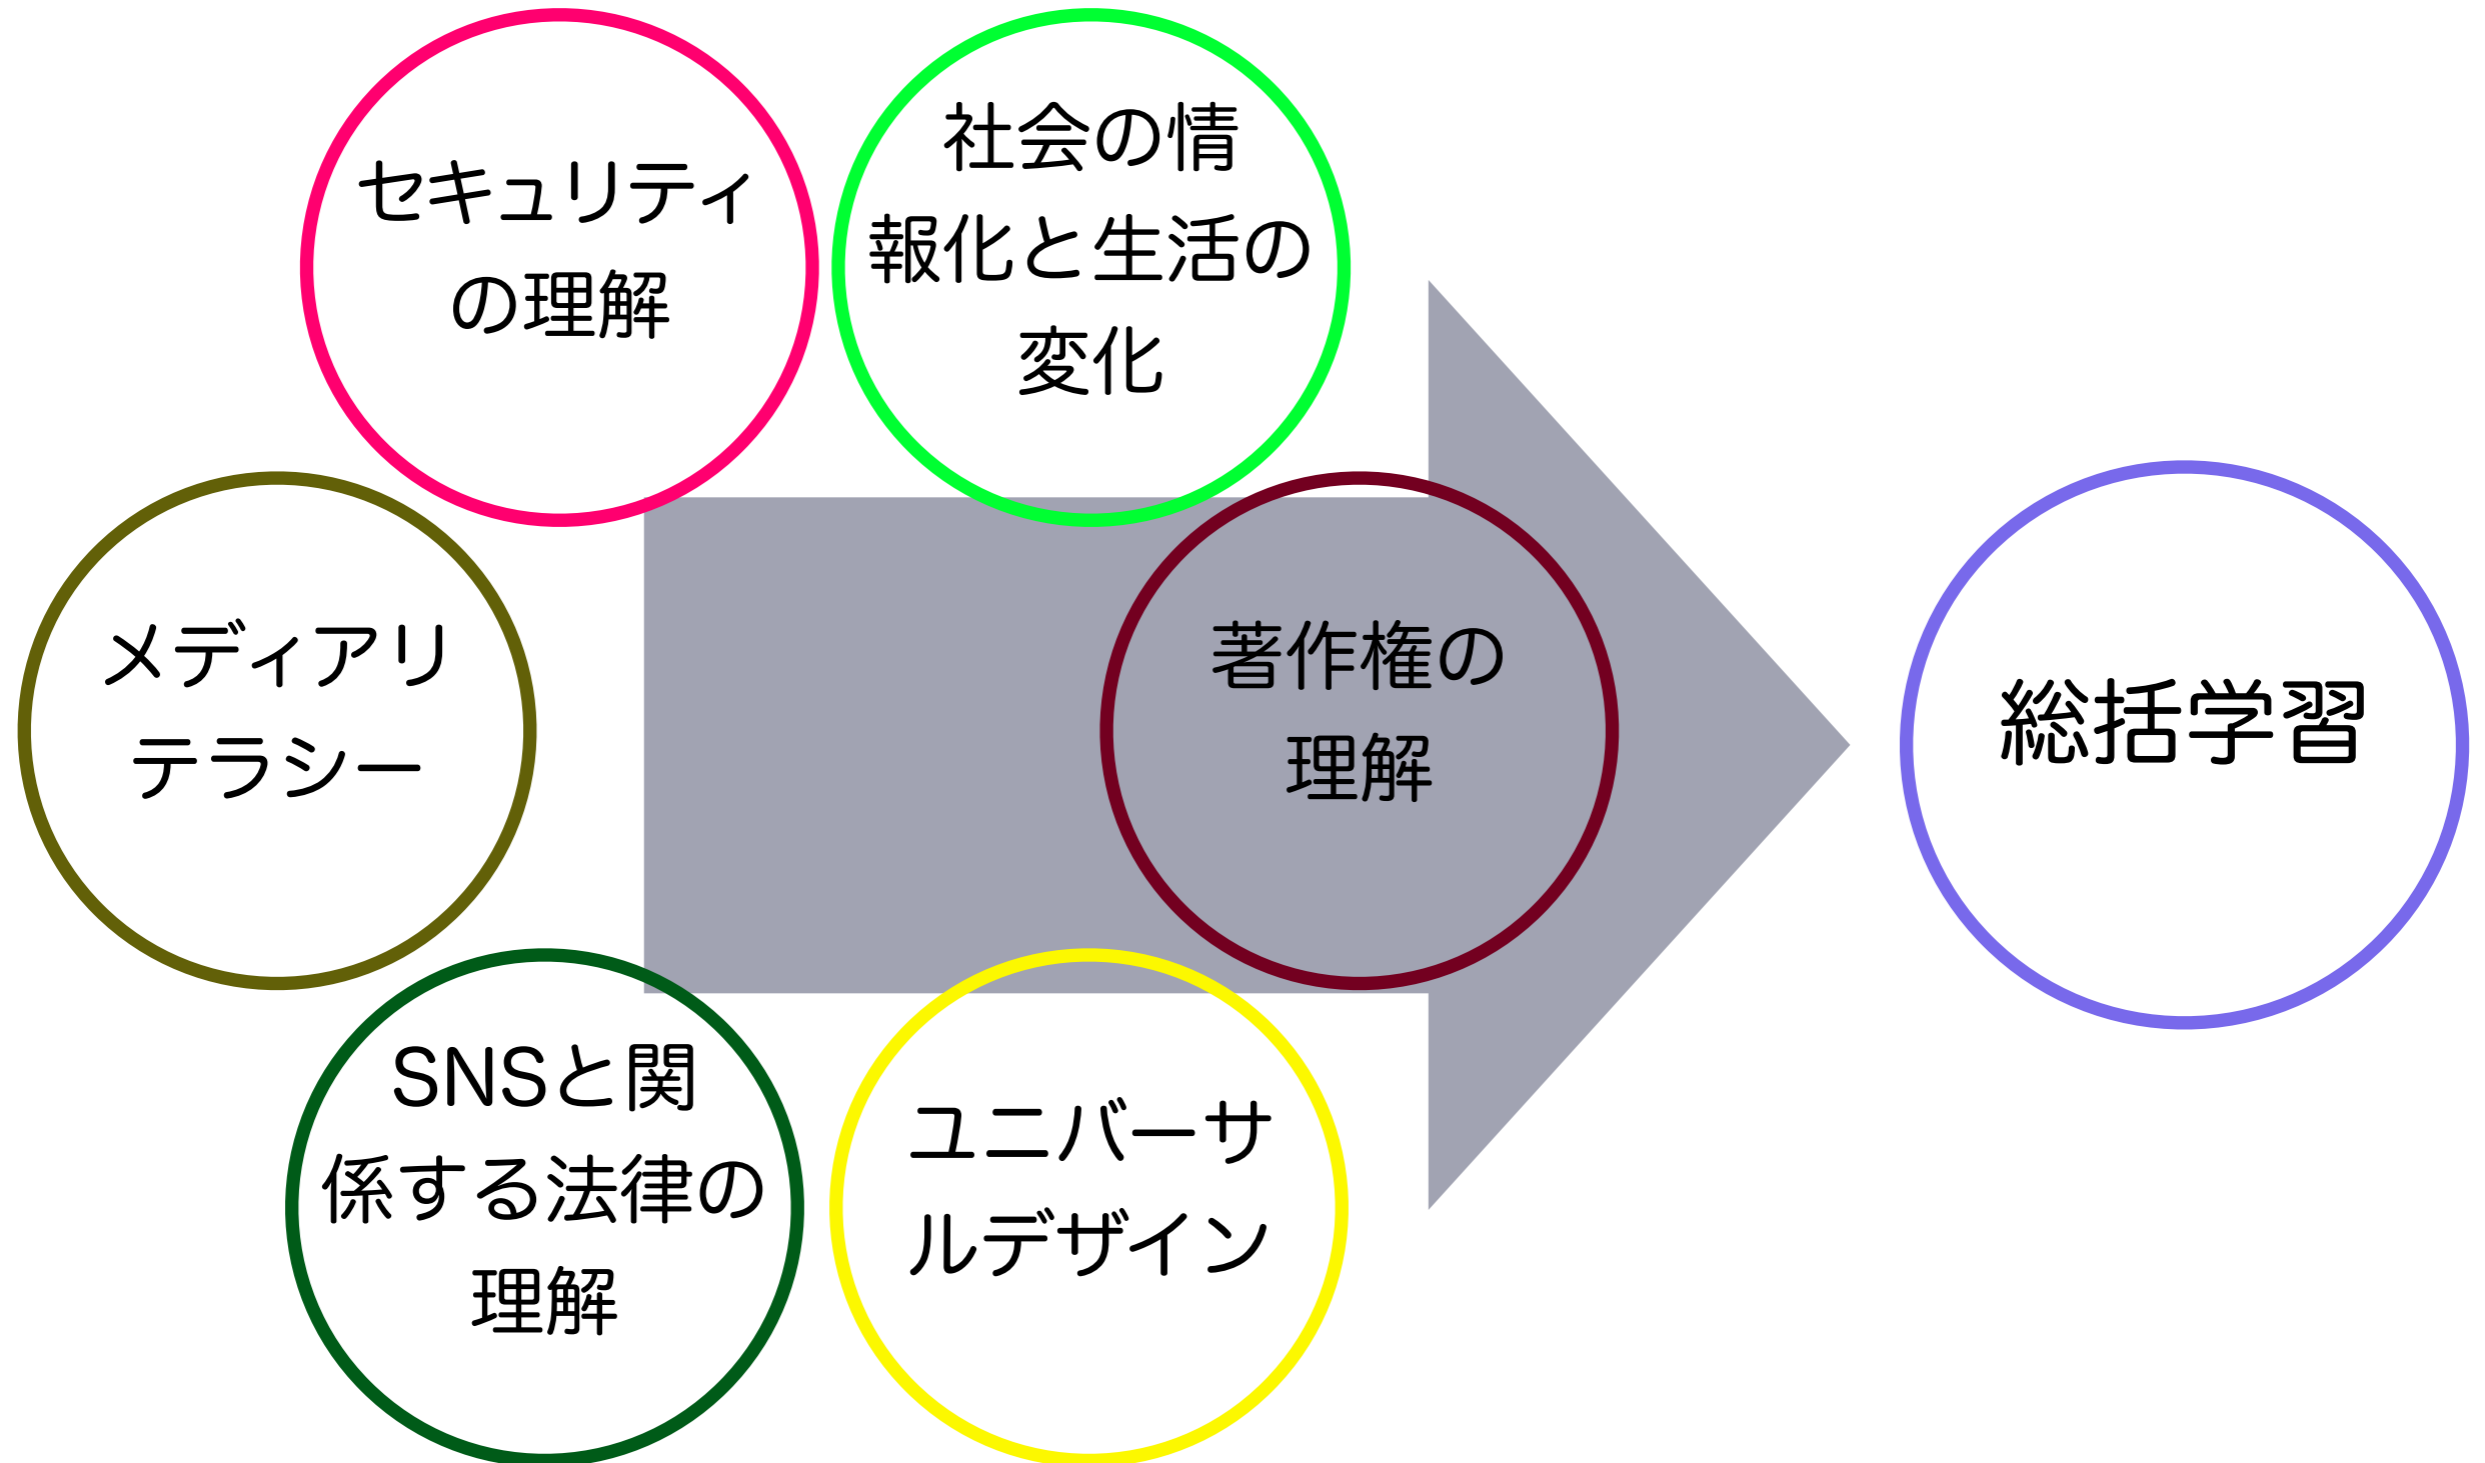 セキュリティ
の理解
社会の情
報化と生活の
変化
メディアリ
テラシー
著作権の
理解
総括学習
SNSと関
係する法律の
理解
ユニバーサ
ルデザイン